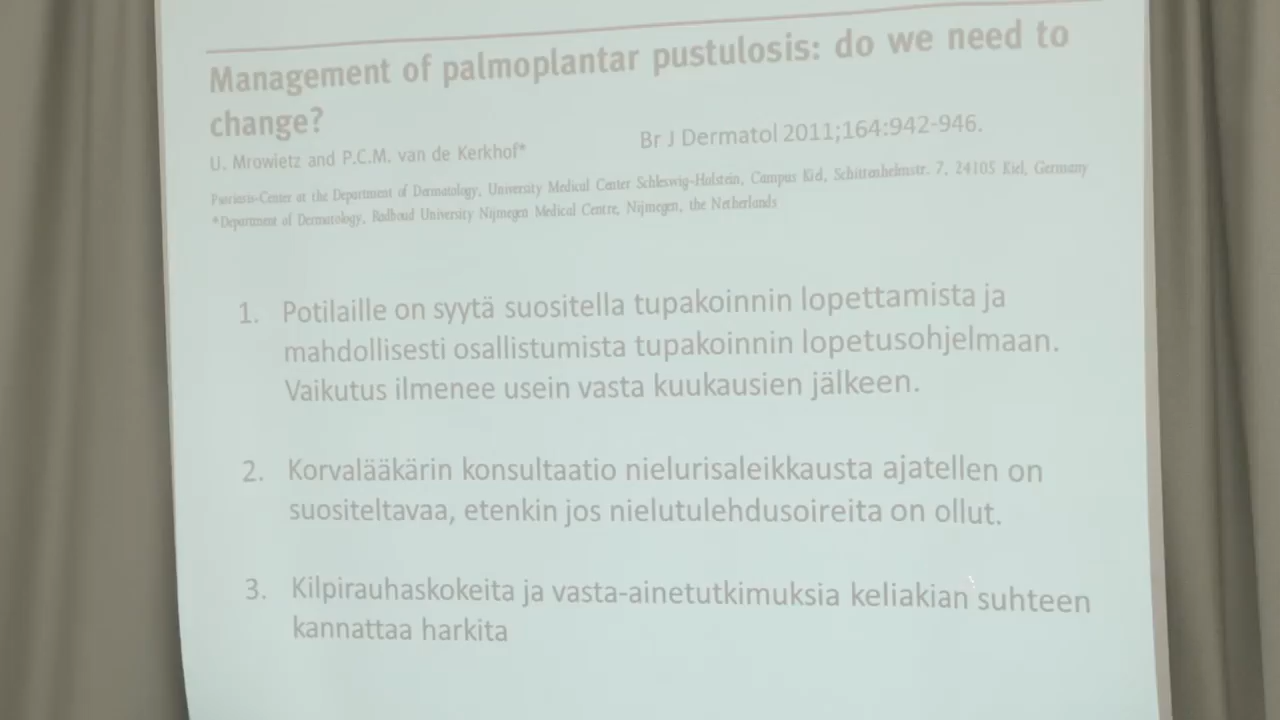 Management of palmoplantar pustulosis: do we need to
change?
U. Mrowietz and P.C.M. van de Kerkhof*
Br J Dermatol 2011;164:942-946.
Psoriasis-Center at the Department of Dermatology, University Medical Center Schleswig-Holstein, Campus Kiel, Schittenhelmstr. 7, 24105 Kiel, Germany
*Department of Dermatology, Radboud University Nijmegen Medical Centre, Nijmegen, the Netherlands
1. Potilaille on syytä suositella tupakoinnin lopettamista ja
mahdollisesti osallistumista tupakoinnin lopetusohjelmaan.
Vaikutus ilmenee usein vasta kuukausien jälkeen.
2. Korvalääkärin konsultaatio nielurisaleikkausta ajatellen on
suositeltavaa, etenkin jos nielutulehdusoireita on ollut.
3. Kilpirauhaskokeita ja vasta-ainetutkimuksia keliakian suhteen
kannattaa harkita